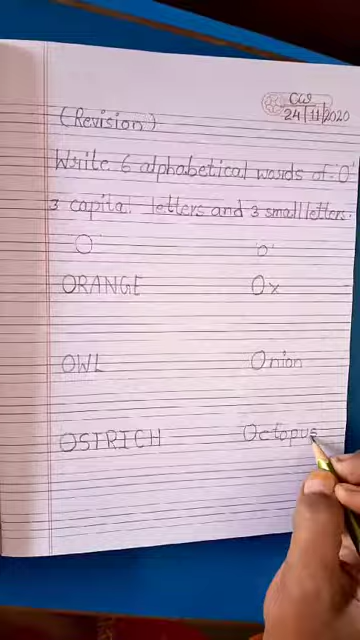 CW
24/11/2020
(Revision)
Write 6 alphabetical words of - 'O'
3 capital letters and 3 small letters.
'O' 'o'
ORANGE Ox
OWL Onion
OSTRICH Octopus